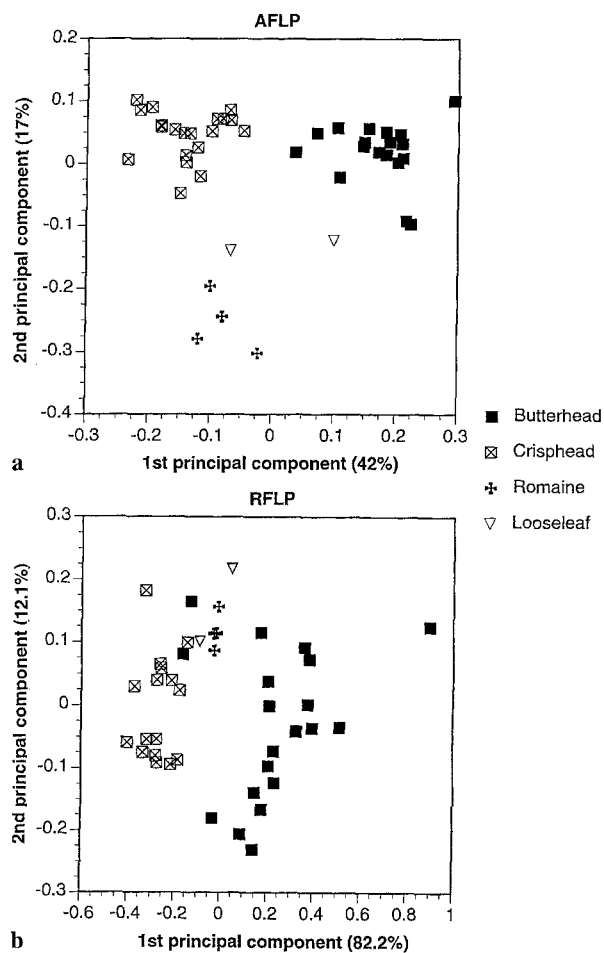 AFLP
0.2
0.1
0
-0.1
-0.2
-0.3
-0.4
2nd principal component (17%)
-0.3 -0.2 -0.1 0 0.1 0.2 0.3
a 1st principal component (42%)
Butterhead
Crisphead
Romaine
Looseleaf
RFLP
0.3
0.2
0.1
0
-0.1
-0.2
-0.3
2nd principal component (12.1%)
-0.6 -0.4 -0.2 0 0.2 0.4 0.6 0.8 1
b 1st principal component (82.2%)